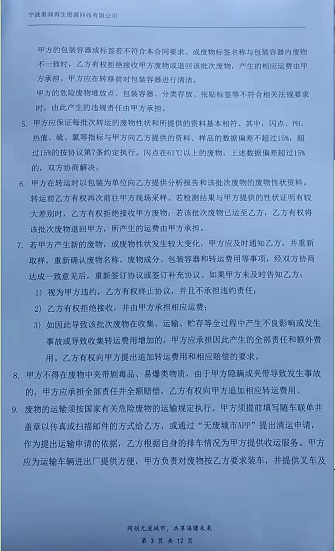 宁波甬润再生资源回收有限公司
甲方的包装容器或标签若不符合本合同要求、或废物标签名称与包装容器内废物
不一致时，乙方有权拒绝接收甲方废物或退回该批次废物，产生的相应运费由甲
方承担。甲方应在转移前对包装容器进行清洁。
甲方的危险废物堆放点、包装容器、分类存放、张贴标签等不符合相关法规要求
时，由此产生的违规责任由甲方承担。
5. 甲方应保证每批次转运的废物性状和所提供的资料基本相符。其中，闪点、PH、
热值、硫、氯等指标与甲方向乙方提供的资料、样品的数据偏差不超过15%，超
过15%的按协议第7条约定执行。闪点在61℃以上的废物，上述数据偏差超过15%
的，双方协商解决。
6. 甲方在转运时以包装为单位向乙方提供分析报告和该批次废物的废物性状资料。
转运前乙方有权再次前往甲方现场采样。若检测结果与甲方提供的性状证明有较
大差别时，乙方有权拒绝接收甲方废物；若该批次废物已运至乙方，乙方有权将
该批次废物退回甲方，所产生的运费由甲方承担。
7. 若甲方产生新的废物，或废物性状发生较大变化，甲方应及时通知乙方，并重新
取样，重新确认废物名称、废物成分、包装容器和转运费用等事项，经双方协商
达成一致意见后，重新签订协议或签订补充协议。如果甲方未及时告知乙方：
1) 视为甲方违约，乙方有权终止协议，并且不承担违约责任；
2) 乙方有权拒绝接收，并由甲方承担相应运费；
3) 如因此导致该批次废物在收集、运输、贮存等全过程中产生不良影响或发生
事故或导致收集转运费用增加的，甲方应承担因此产生的全部责任和额外费
用。乙方有权向甲方提出追加转运费用和相应赔偿的要求。
8. 甲方不得在废物中夹带剧毒品、易燃爆类物质，由于甲方隐瞒或夹带导致发生事故
的，甲方应承担全部责任并全额赔偿，乙方有权向甲方追加相应转运费用。
9. 废物的运输须按国家有关危险废物的运输规定执行。甲方须提前填写随车联单并
盖章以传真或扫描邮件的方式给乙方，或通过“无废城市APP”提出清运申请，
作为提出运输申请的依据，乙方根据自身的排车情况为甲方提供收运服务。甲方
应为运输车辆进出厂提供方便，甲方负责对废物按乙方要求装车，并提供叉车及
同创无废城市，共享海晴未来
第 3 页 共 12 页